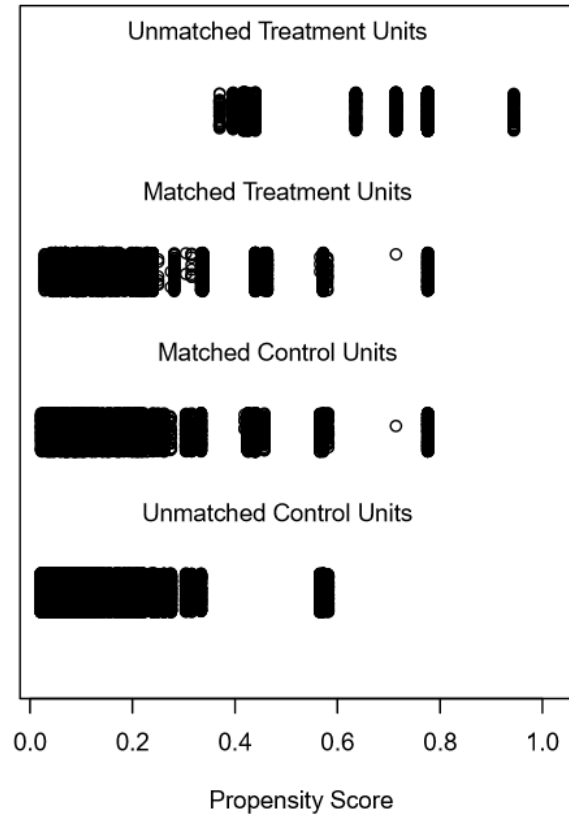 Unmatched Treatment Units
Matched Treatment Units
Matched Control Units
Unmatched Control Units
0.0 0.2 0.4 0.6 0.8 1.0
Propensity Score